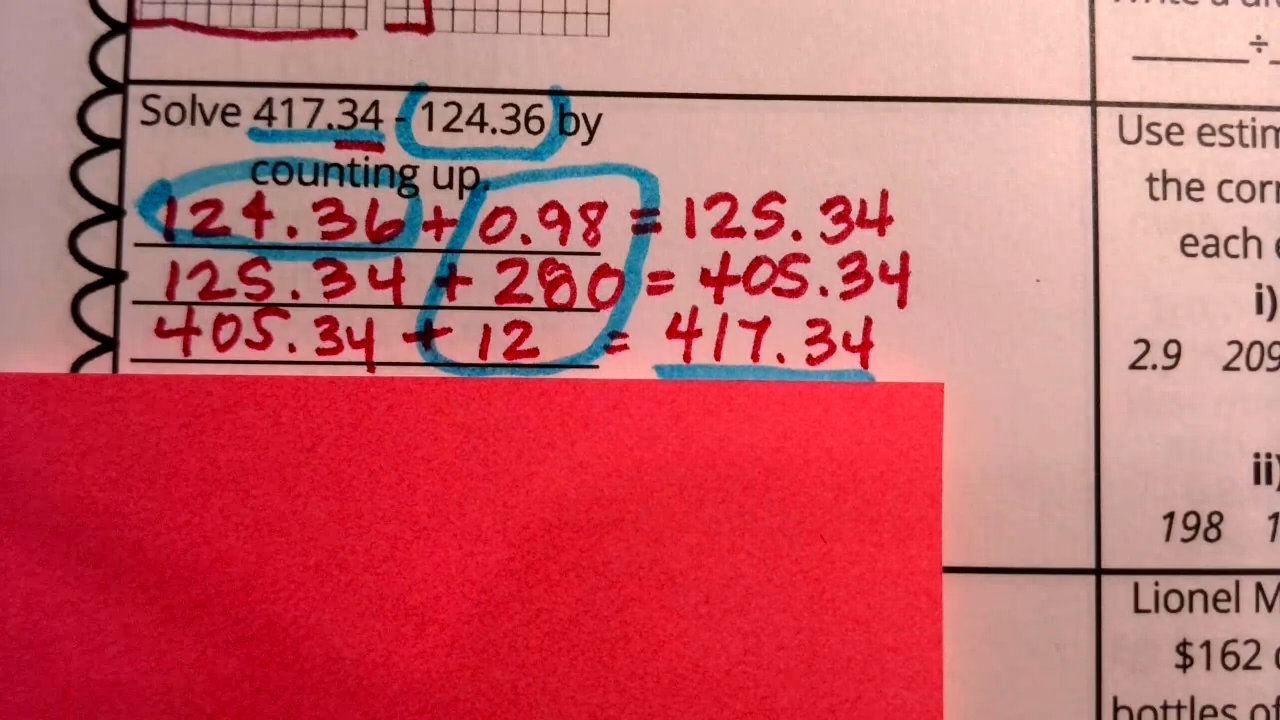 ÷
Solve 417.34 - 124.36 by
counting up.
124.36 + 0.98 = 125.34
125.34 + 280 = 405.34
405.34 + 12 = 417.34
Use estim
the corr
each
i)
2.9 209
ii)
198 1
Lionel M
$162
bottles of